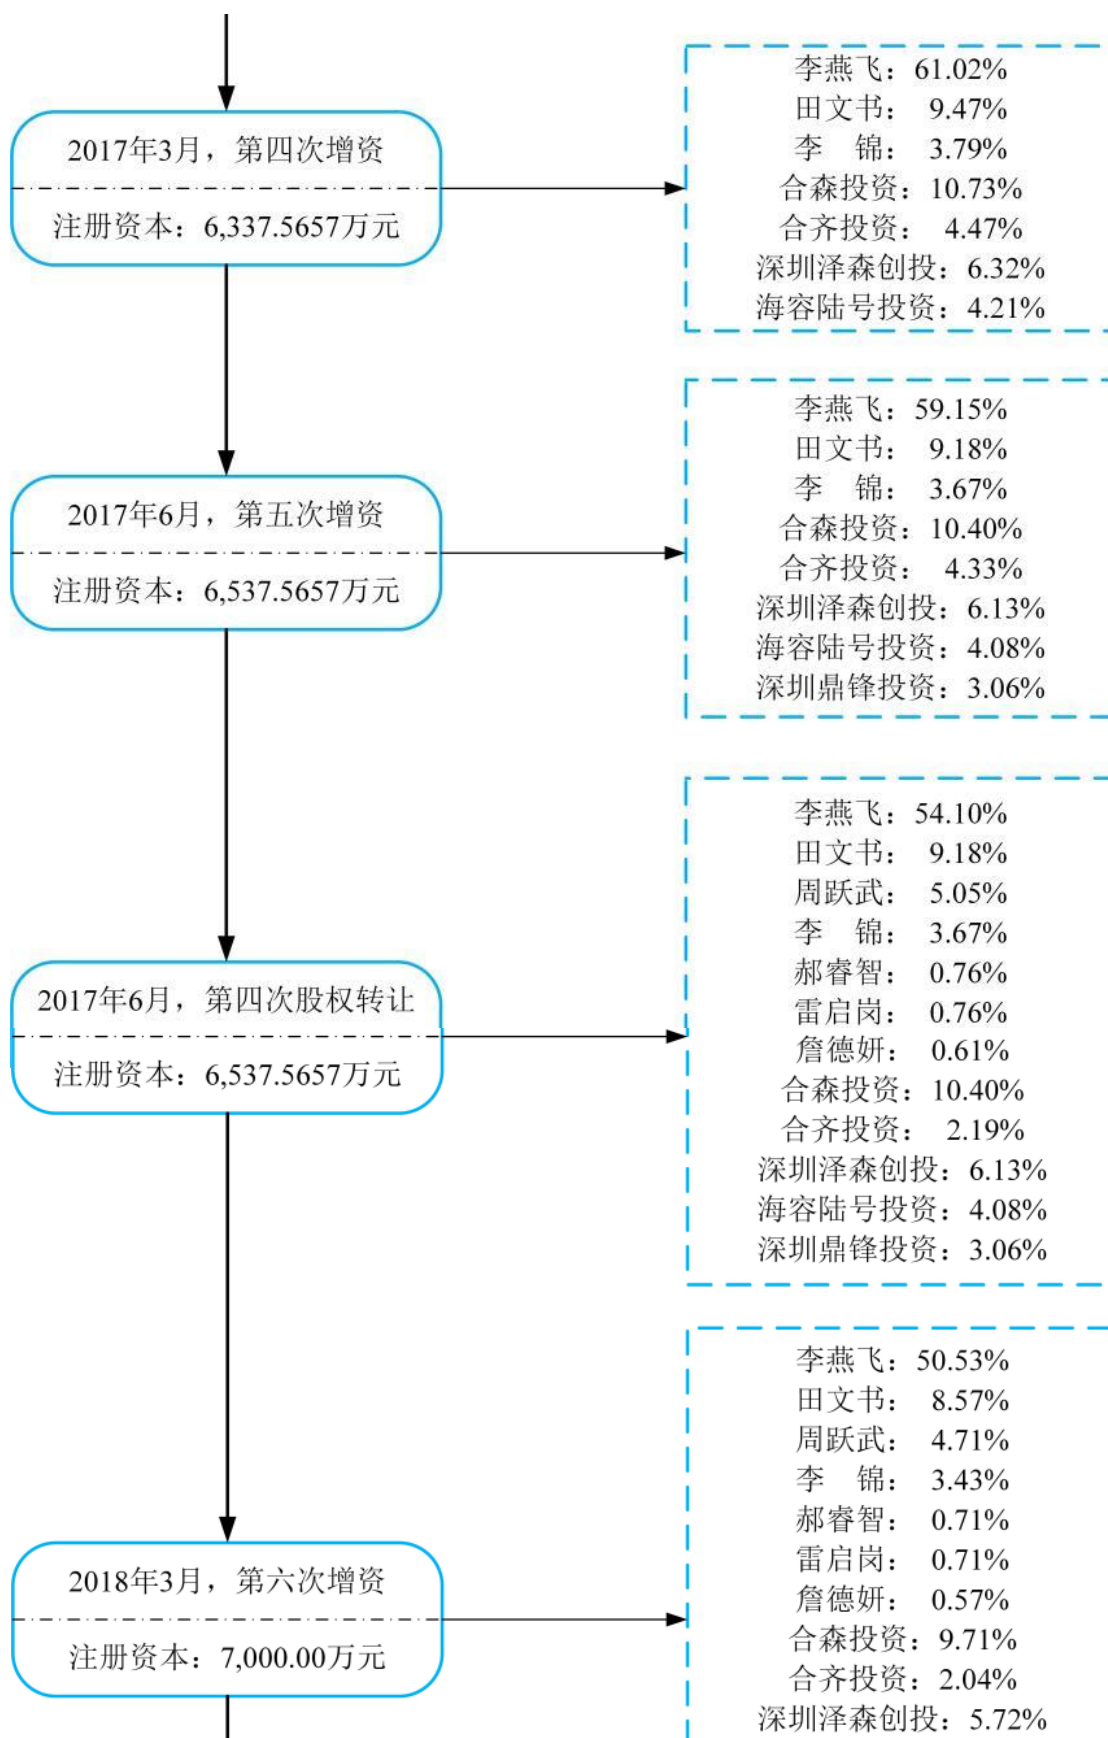 2017年3月，第四次增资
注册资本：6,337.5657万元
李燕飞：61.02%
田文书： 9.47%
李　锦： 3.79%
合森投资：10.73%
合齐投资： 4.47%
深圳泽森创投：6.32%
海容陆号投资：4.21%
2017年6月，第五次增资
注册资本：6,537.5657万元
李燕飞：59.15%
田文书： 9.18%
李　锦： 3.67%
合森投资：10.40%
合齐投资： 4.33%
深圳泽森创投：6.13%
海容陆号投资：4.08%
深圳鼎锋投资：3.06%
2017年6月，第四次股权转让
注册资本：6,537.5657万元
李燕飞：54.10%
田文书： 9.18%
周跃武： 5.05%
李　锦： 3.67%
郝睿智： 0.76%
雷启岗： 0.76%
詹德妍： 0.61%
合森投资：10.40%
合齐投资： 2.19%
深圳泽森创投：6.13%
海容陆号投资：4.08%
深圳鼎锋投资：3.06%
2018年3月，第六次增资
注册资本：7,000.00万元
李燕飞：50.53%
田文书： 8.57%
周跃武： 4.71%
李　锦： 3.43%
郝睿智： 0.71%
雷启岗： 0.71%
詹德妍： 0.57%
合森投资：9.71%
合齐投资：2.04%
深圳泽森创投：5.72%